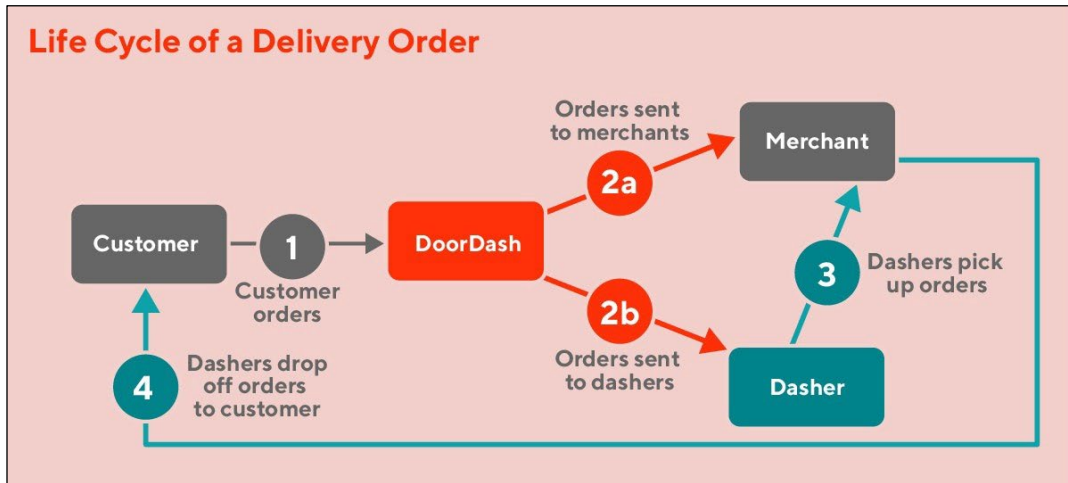 Life Cycle of a Delivery Order
Orders sent
to merchants
Merchant
2a
Customer
1
DoorDash
Customer
orders
3
Dashers pick
up orders
2b
Orders sent
to dashers
Dasher
4
Dashers drop
off orders
to customer